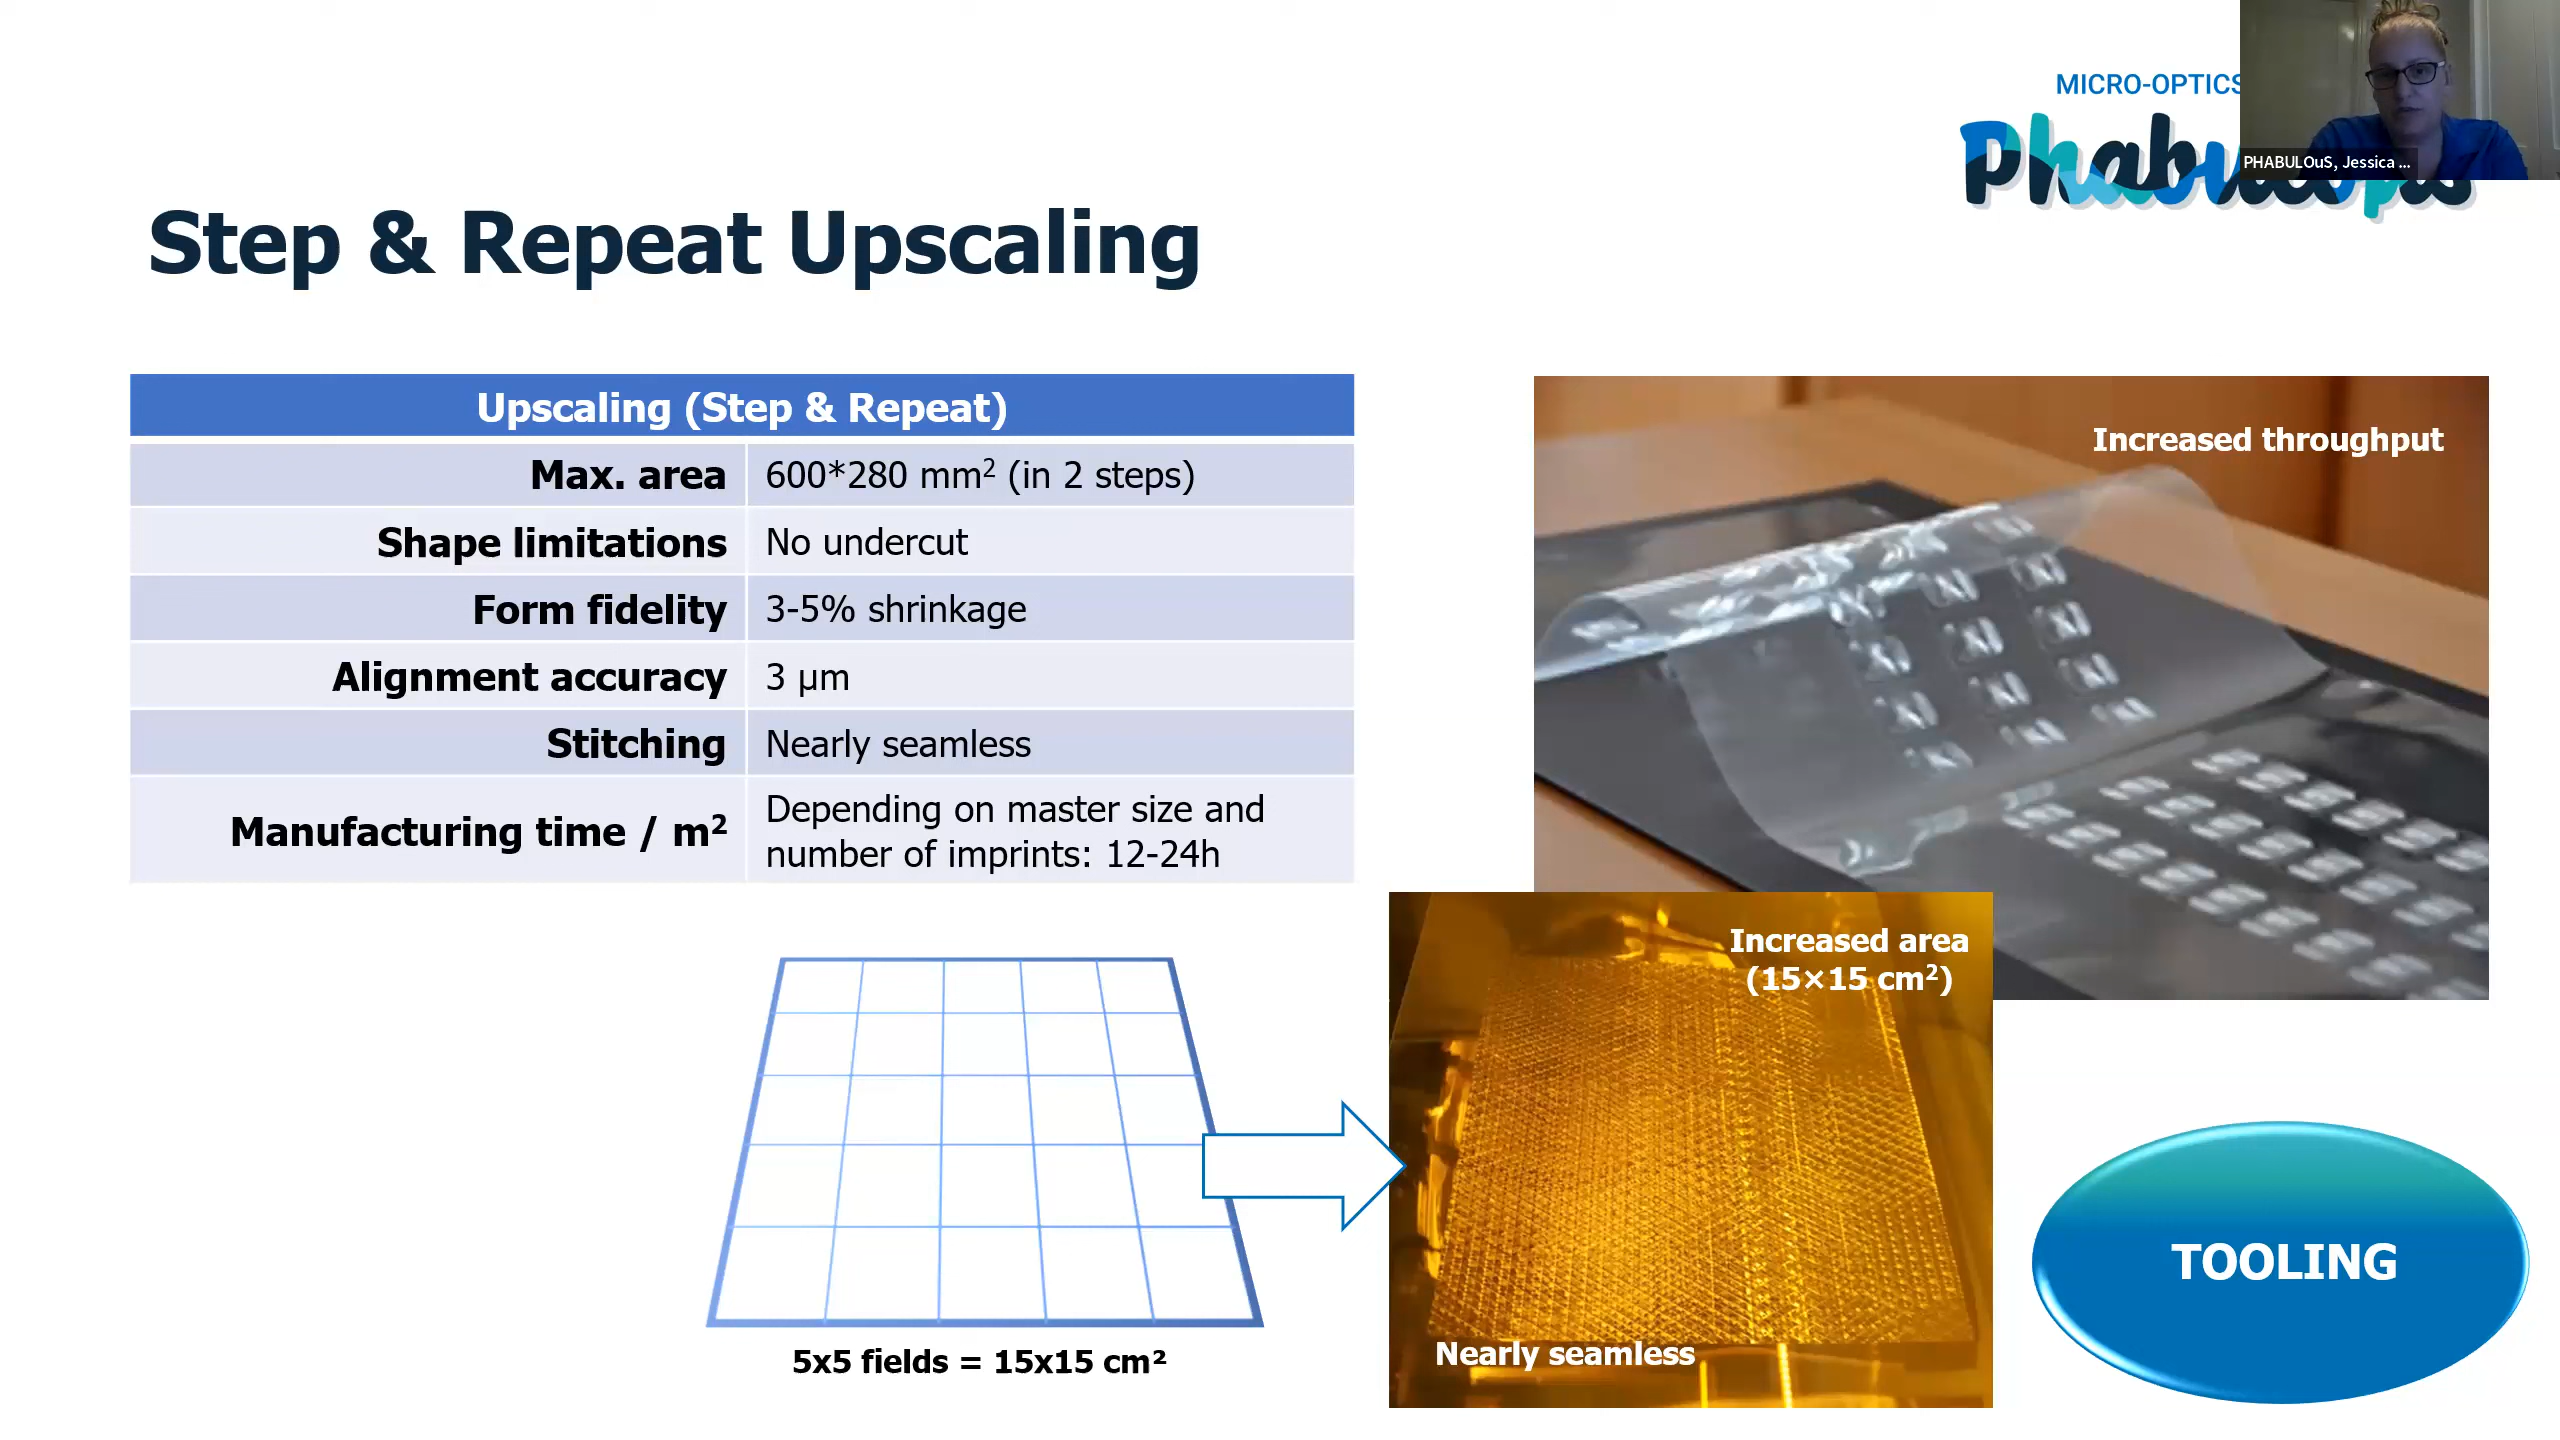 MICRO-OPTICS
PHABULOuS, Jessica ...
Step & Repeat Upscaling
Upscaling (Step & Repeat)
Max. area 600*280 mm² (in 2 steps)
Shape limitations No undercut
Form fidelity 3-5% shrinkage
Alignment accuracy 3 µm
Stitching Nearly seamless
Manufacturing time / m² Depending on master size and
number of imprints: 12-24h
Increased throughput
Increased area
(15×15 cm²)
Nearly seamless
5x5 fields = 15x15 cm²
TOOLING